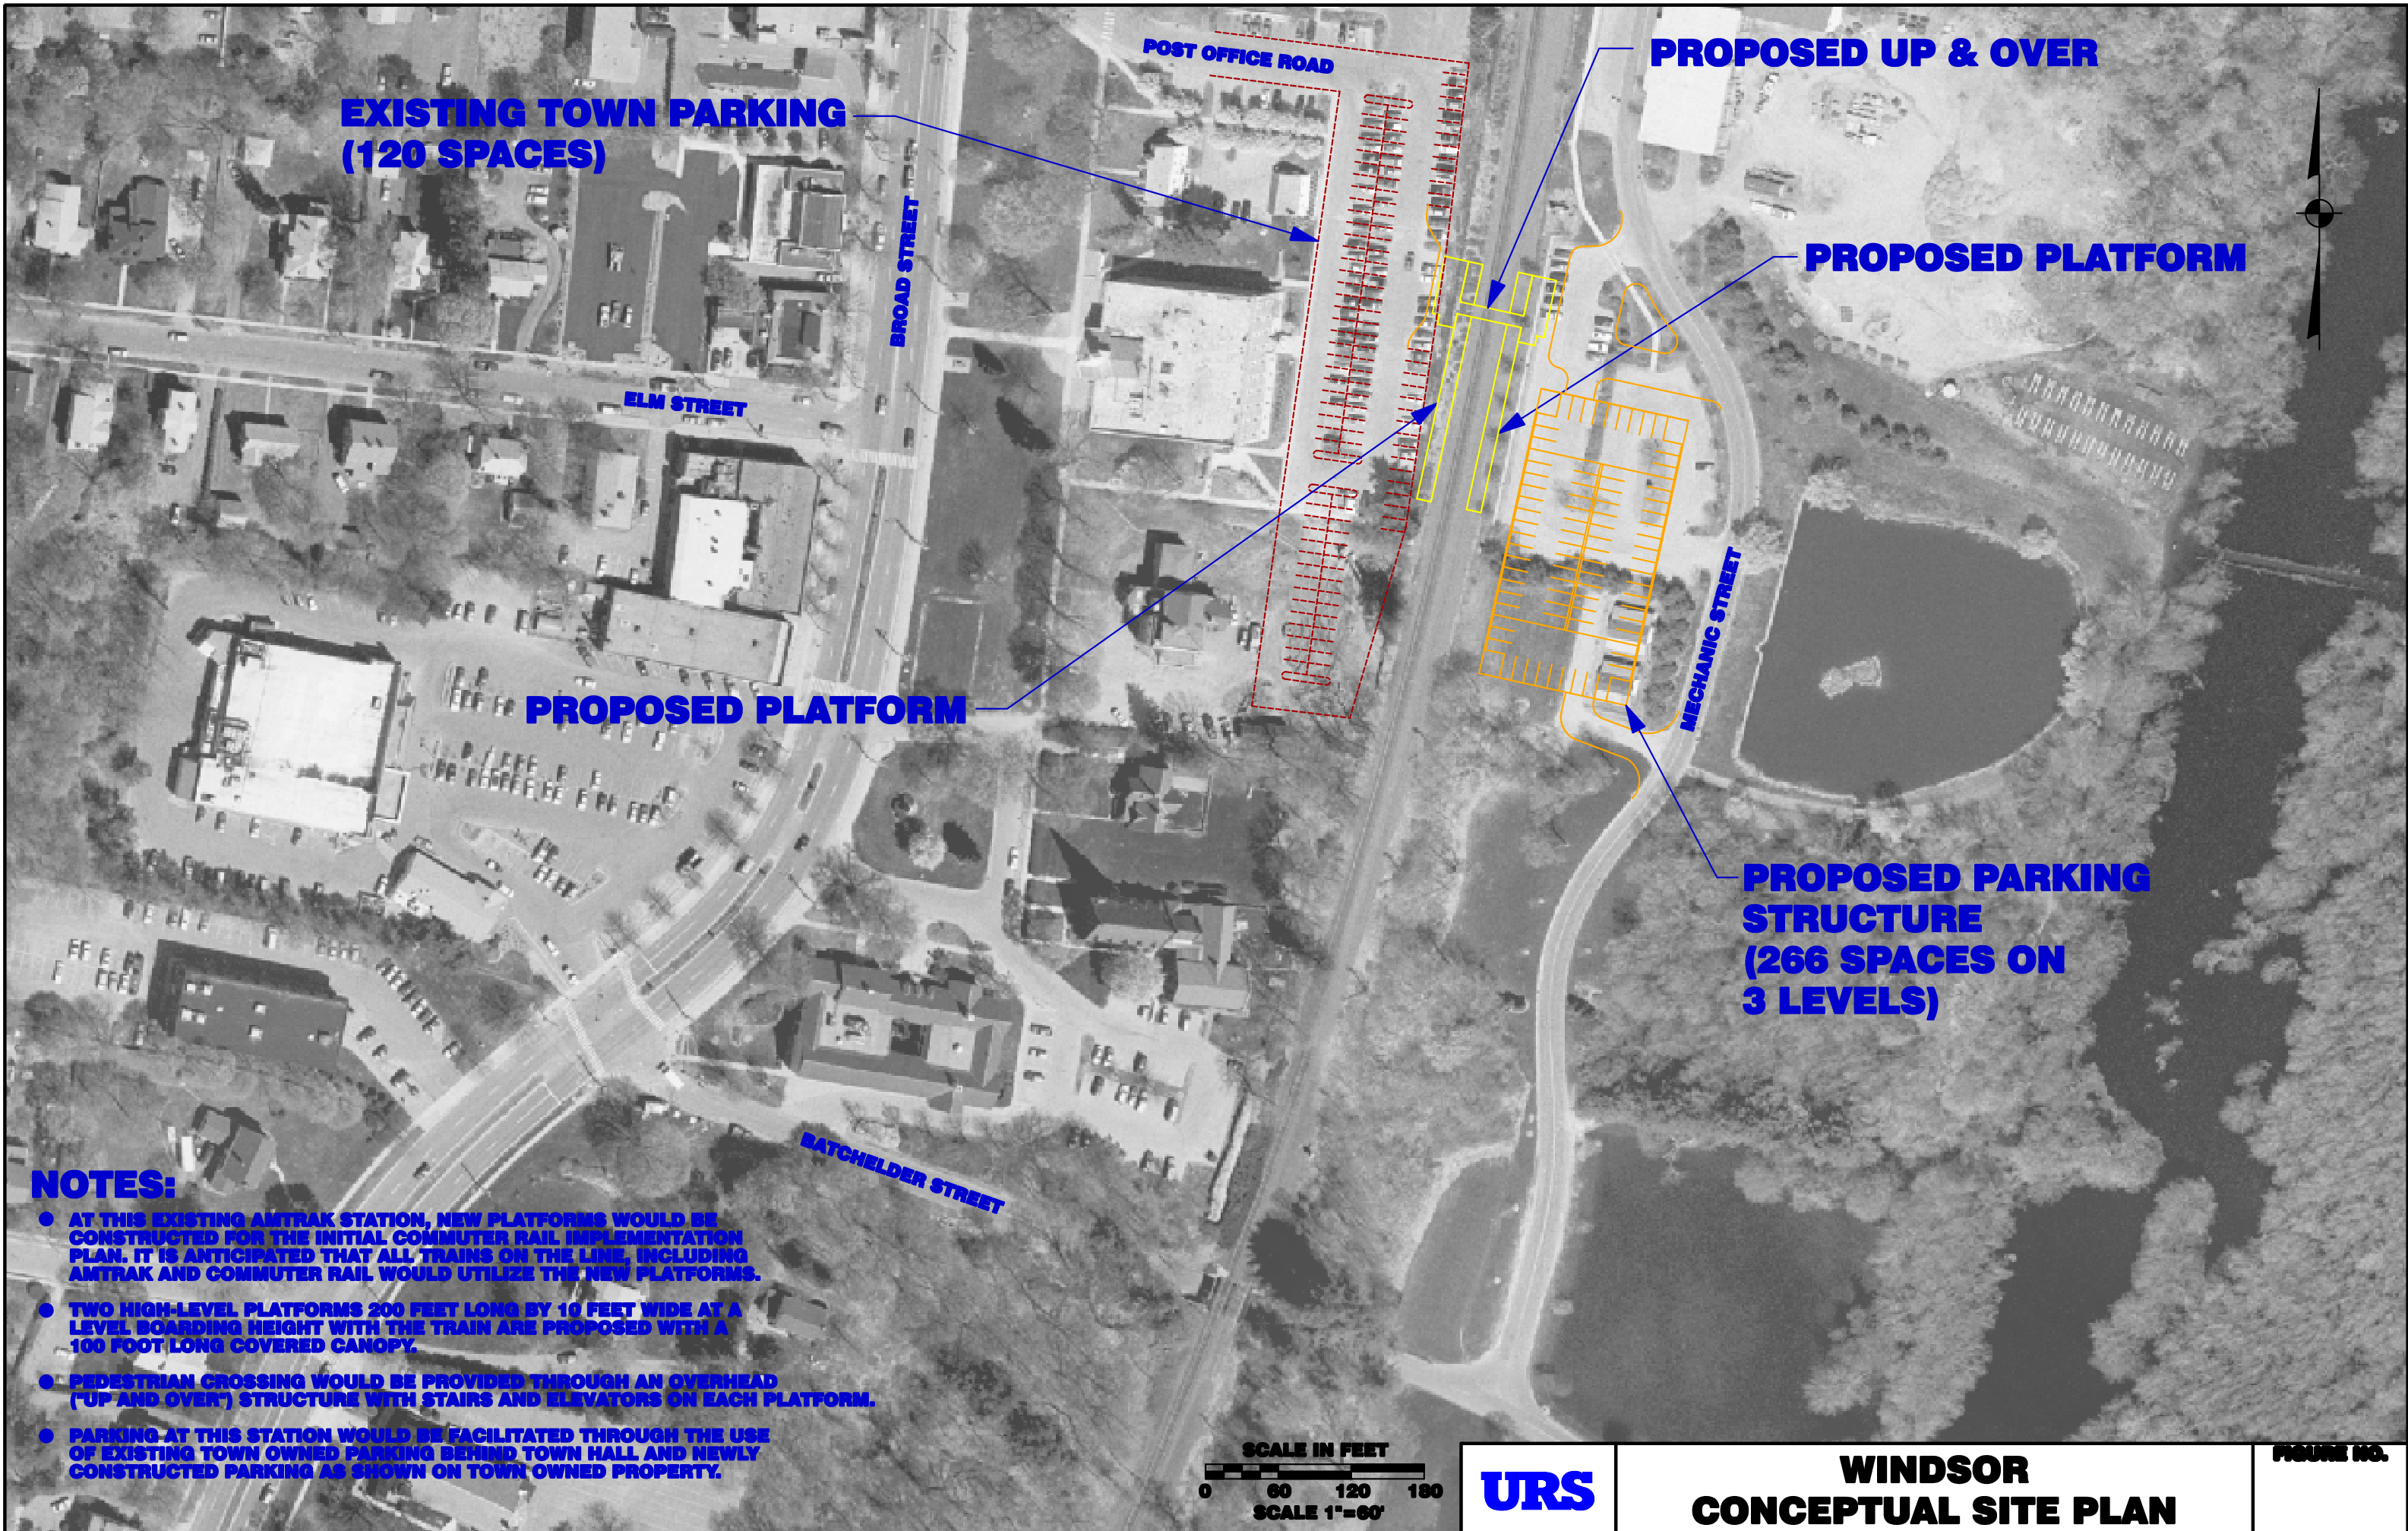 POST OFFICE ROAD
PROPOSED UP & OVER
EXISTING TOWN PARKING
(120 SPACES)
BROAD STREET
PROPOSED PLATFORM
ELM STREET
MECHANIC STREET
PROPOSED PLATFORM
PROPOSED PARKING
STRUCTURE
(266 SPACES ON
3 LEVELS)
BATCHELDER STREET
NOTES:
● AT THIS EXISTING AMTRAK STATION, NEW PLATFORMS WOULD BE
CONSTRUCTED FOR THE INITIAL COMMUTER RAIL IMPLEMENTATION
PLAN. IT IS ANTICIPATED THAT ALL TRAINS ON THE LINE, INCLUDING
AMTRAK AND COMMUTER RAIL WOULD UTILIZE THE NEW PLATFORMS.
● TWO HIGH-LEVEL PLATFORMS 200 FEET LONG BY 10 FEET WIDE AT A
LEVEL BOARDING HEIGHT WITH THE TRAIN ARE PROPOSED WITH A
100 FOOT LONG COVERED CANOPY.
● PEDESTRIAN CROSSING WOULD BE PROVIDED THROUGH AN OVERHEAD
("UP AND OVER") STRUCTURE WITH STAIRS AND ELEVATORS ON EACH PLATFORM.
● PARKING AT THIS STATION WOULD BE FACILITATED THROUGH THE USE
OF EXISTING TOWN OWNED PARKING BEHIND TOWN HALL AND NEWLY
CONSTRUCTED PARKING AS SHOWN ON TOWN OWNED PROPERTY.
SCALE IN FEET
0 60 120 180
SCALE 1"=60'
URS
WINDSOR
CONCEPTUAL SITE PLAN
FIGURE NO.